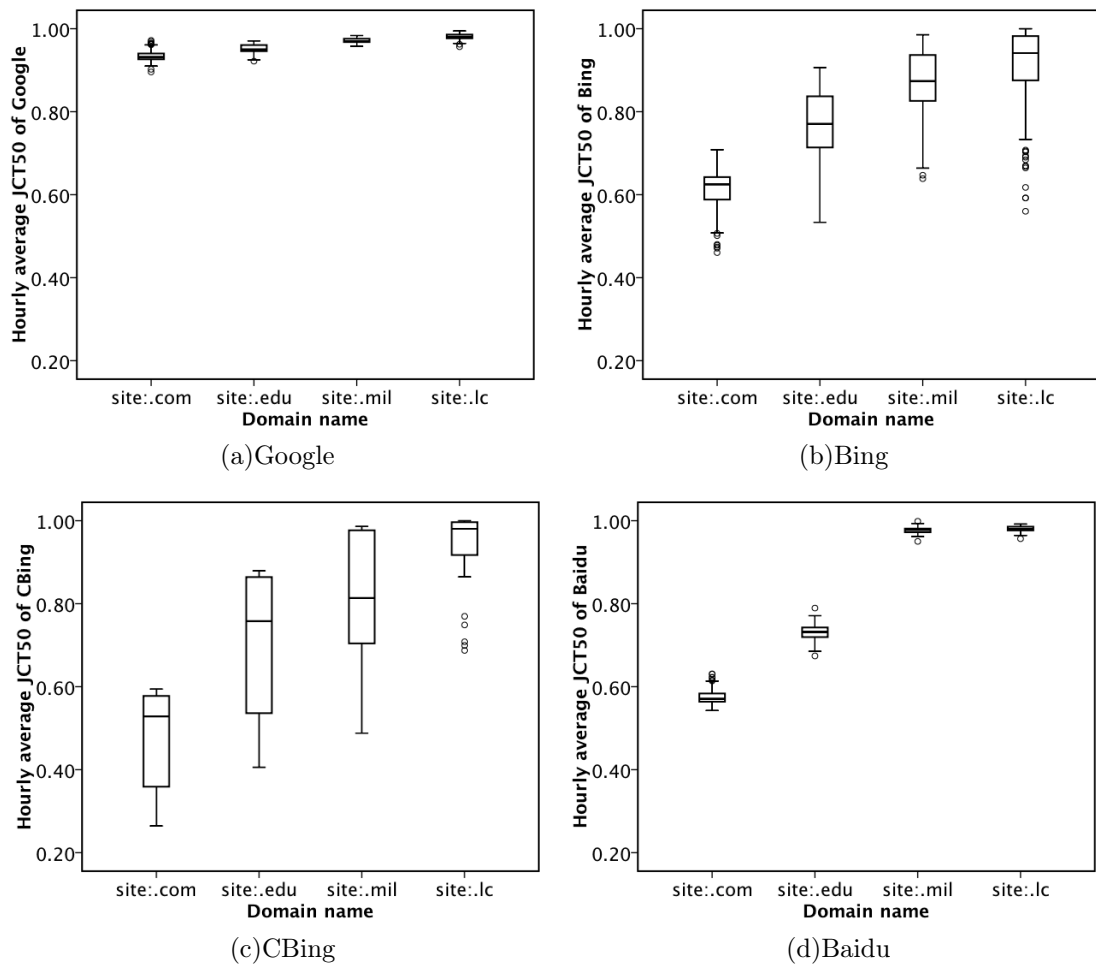 Hourly average JCT50 of Google
1.00
0.80
0.60
0.40
0.20
site:.com site:.edu site:.mil site:.lc
Domain name
(a)Google
Hourly average JCT50 of Bing
1.00
0.80
0.60
0.40
0.20
site:.com site:.edu site:.mil site:.lc
Domain name
(b)Bing
Hourly average JCT50 of CBing
1.00
0.80
0.60
0.40
0.20
site:.com site:.edu site:.mil site:.lc
Domain name
(c)CBing
Hourly average JCT50 of Baidu
1.00
0.80
0.60
0.40
0.20
site:.com site:.edu site:.mil site:.lc
Domain name
(d)Baidu